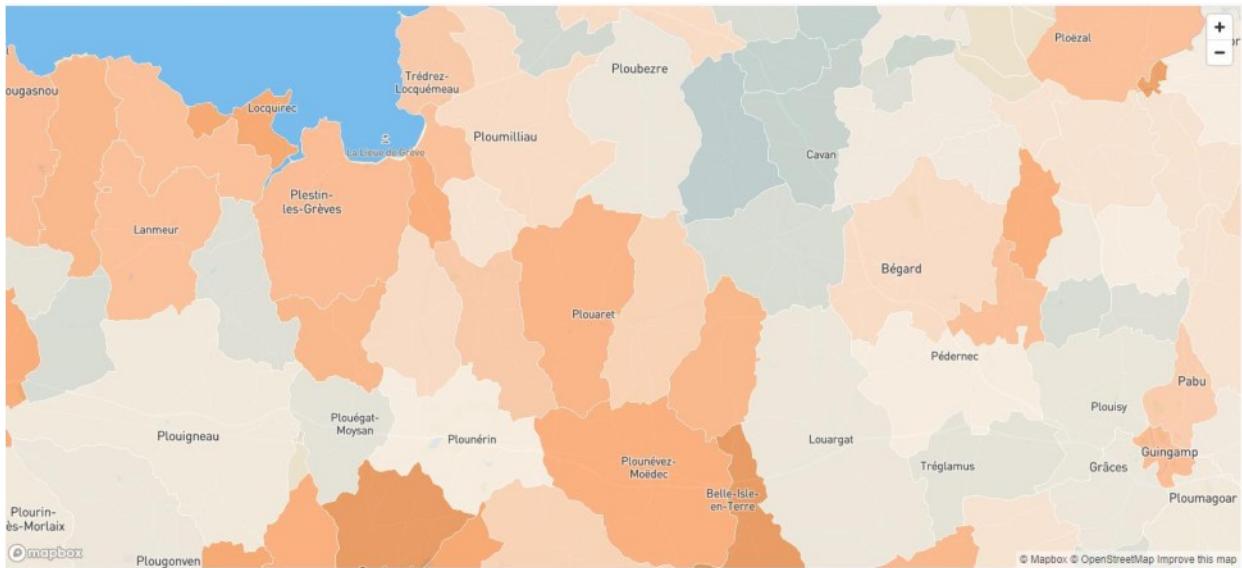 Ploëzal
+
−
Ploubezre
Trédrez-
Locquémeau
ougasnou
Locquirec
Ploumilliau
La Lieue de Grève
Cavan
Plestin-
les-Grèves
Lanmeur
Bégard
Plouaret
Pédernec
Pabu
Plouisy
Plouégat-
Moysan
Plouigneau
Plounérin
Louargat
Guingamp
Plounévez-
Moëdec
Tréglamus
Grâces
Belle-Isle-
en-Terre
Ploumagoar
Plourin-
ès-Morlaix
mapbox
Plougonven
© Mapbox © OpenStreetMap Improve this map